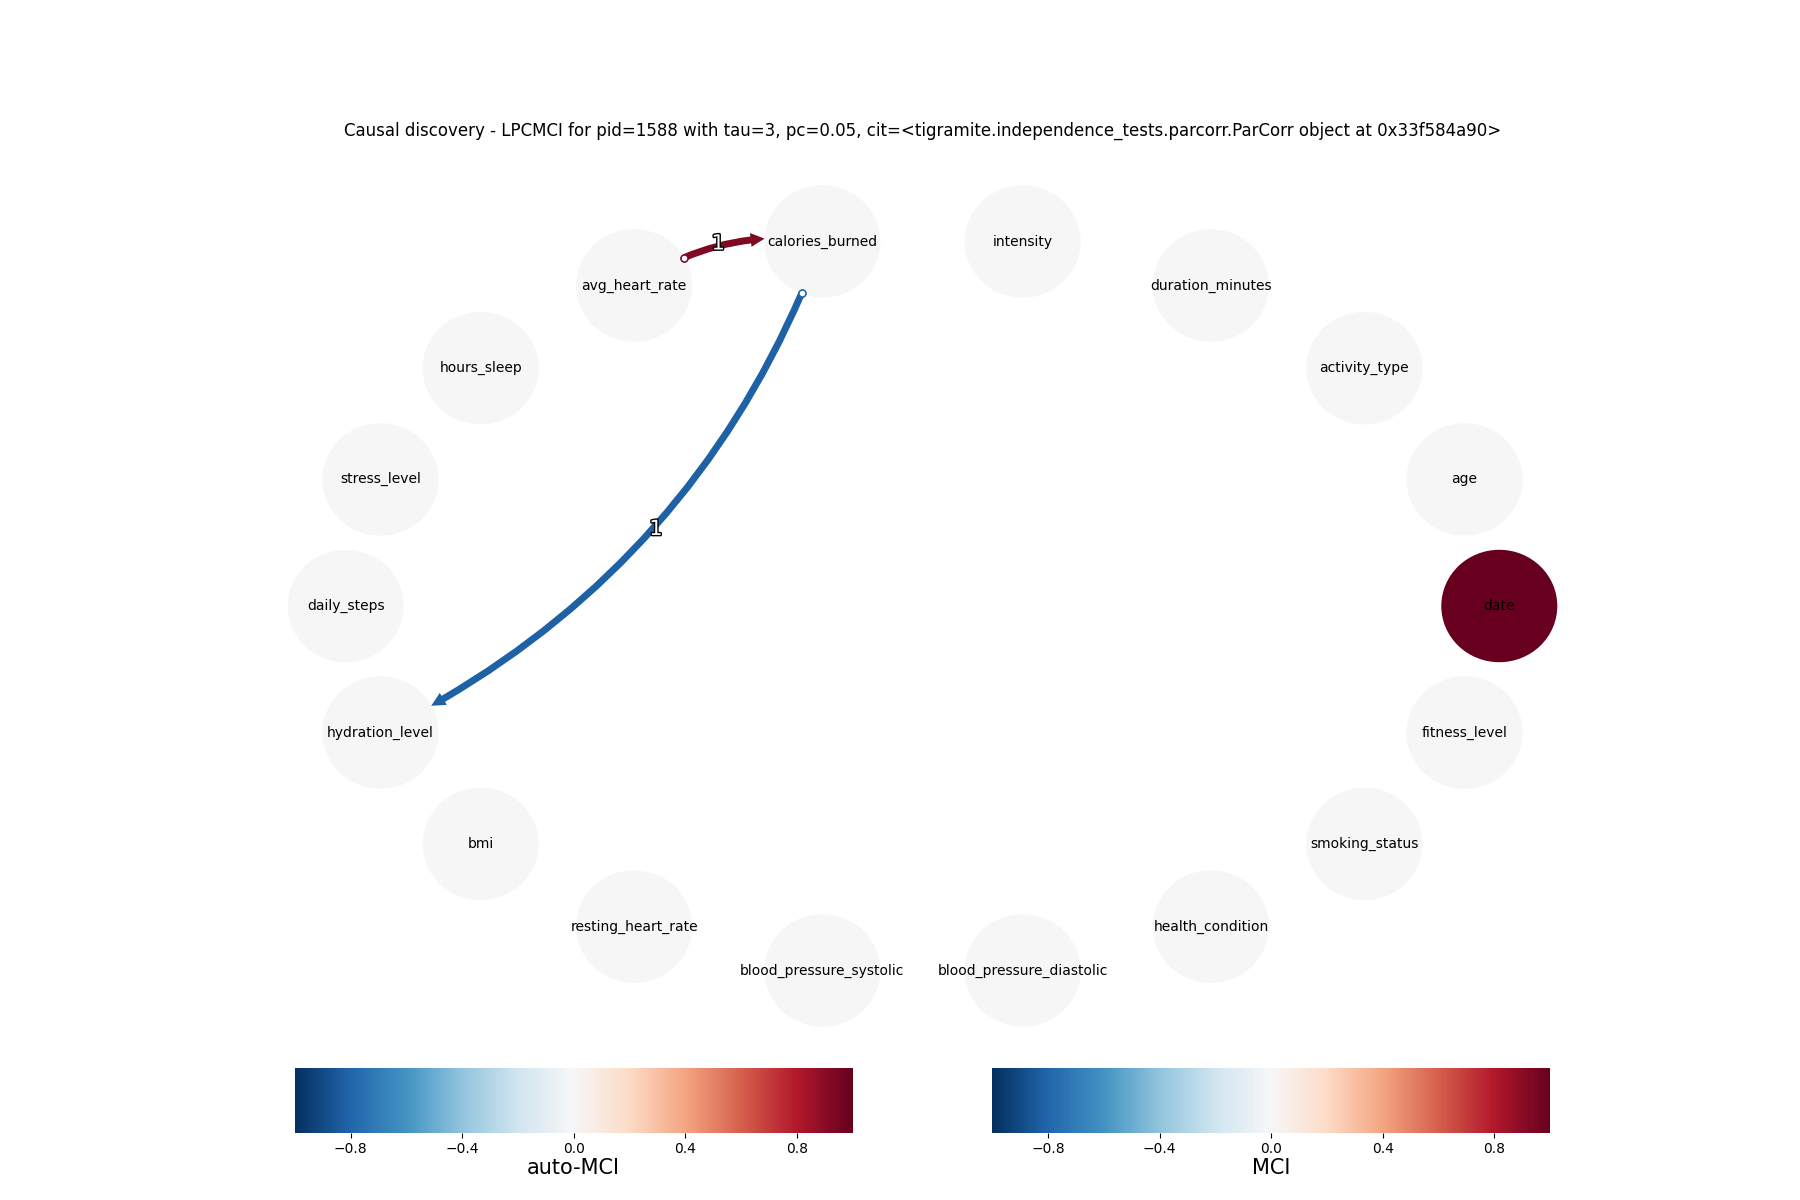 Causal discovery - LPCMCI for pid=1588 with tau=3, pc=0.05, cit=<tigramite.independence_tests.parcorr.ParCorr object at 0x33f584a90>
calories_burned
intensity
1
avg_heart_rate
duration_minutes
hours_sleep
activity_type
stress_level
age
1
daily_steps
date
hydration_level
fitness_level
bmi
smoking_status
resting_heart_rate
health_condition
blood_pressure_systolic
blood_pressure_diastolic
−0.8 −0.4 0.0 0.4 0.8
auto-MCI
−0.8 −0.4 0.0 0.4 0.8
MCI